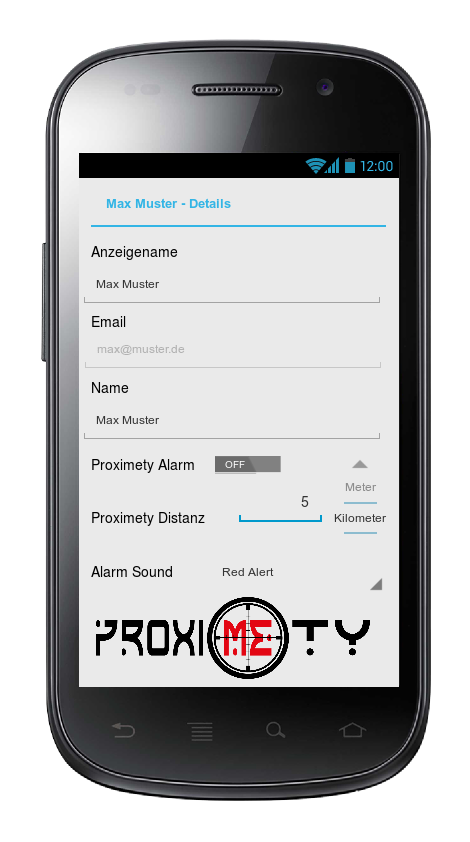 12:00
Max Muster - Details
Anzeigename
Max Muster
Email
max@muster.de
Name
Max Muster
Proximety Alarm OFF
Meter
Proximety Distanz 5 Kilometer
Alarm Sound Red Alert
PROXIMETY